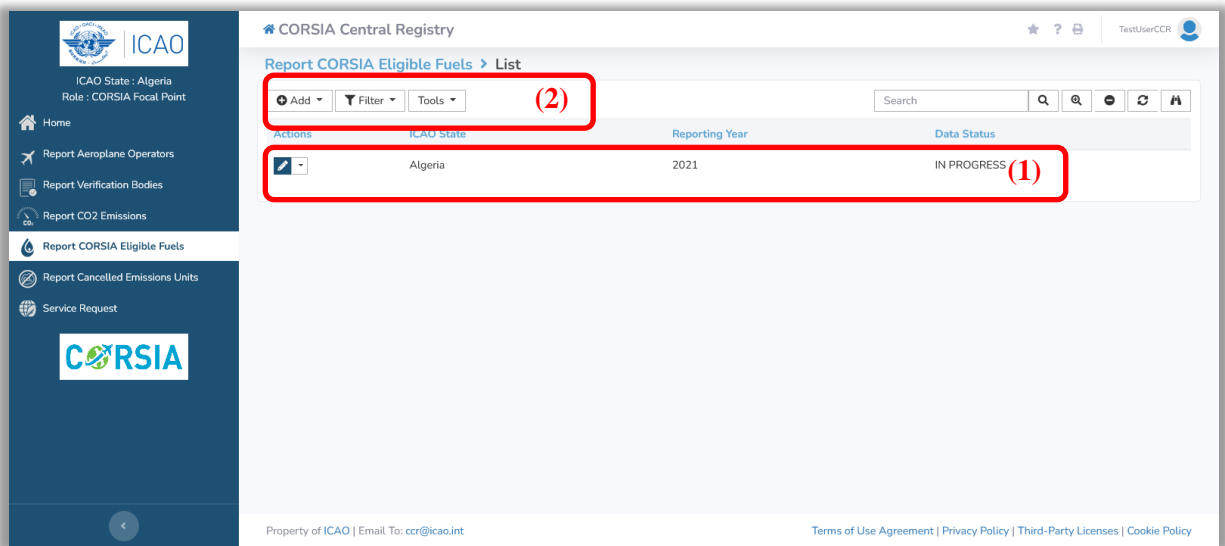 ICAO
ICAO State : Algeria
Role : CORSIA Focal Point
Home
Report Aeroplane Operators
Report Verification Bodies
CO₂
Report CO2 Emissions
Report CORSIA Eligible Fuels
Report Cancelled Emissions Units
Service Request
CORSIA
CORSIA Central Registry
? TestUserCCR
Report CORSIA Eligible Fuels > List
Add Filter Tools (2) Search
Actions ICAO State Reporting Year Data Status
Algeria 2021 IN PROGRESS (1)
Property of ICAO | Email To: ccr@icao.int
Terms of Use Agreement | Privacy Policy | Third-Party Licenses | Cookie Policy